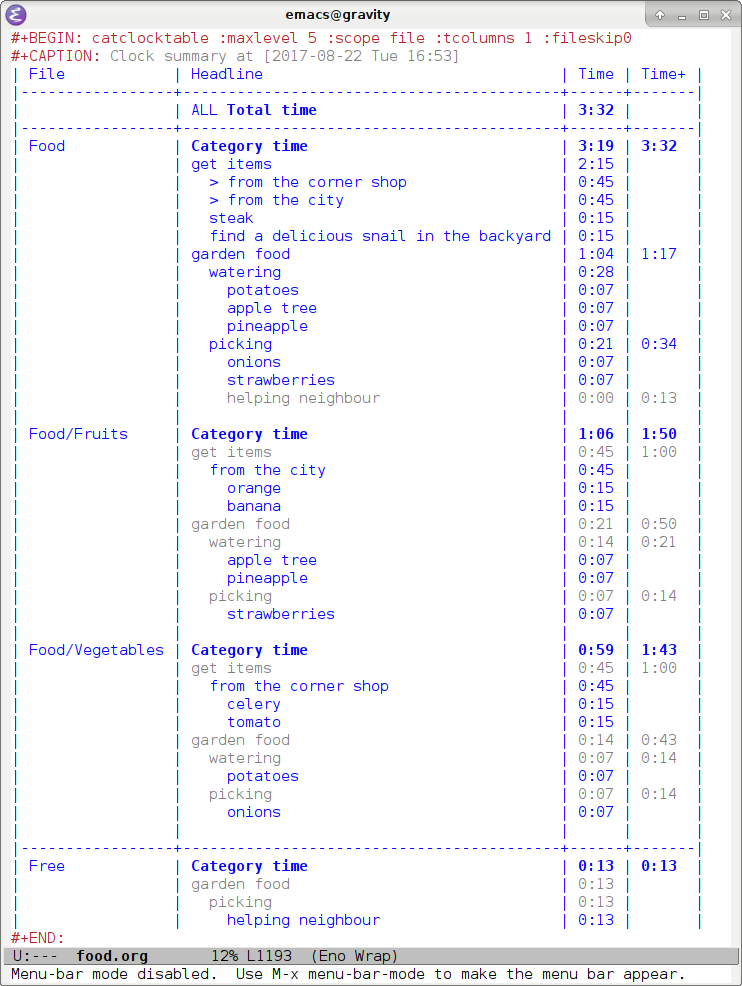 emacs@gravity
#+BEGIN: catclocktable :maxlevel 5 :scope file :tcolumns 1 :fileskip0
#+CAPTION: Clock summary at [2017-08-22 Tue 16:53]
| File            | Headline                                | Time | Time+ |
|-----------------+-----------------------------------------+------+-------|
|                 | ALL Total time                          | 3:32 |       |
|-----------------+-----------------------------------------+------+-------|
| Food            | Category time                           | 3:19 | 3:32  |
|                 | get items                               | 2:15 |       |
|                 |   > from the corner shop                | 0:45 |       |
|                 |   > from the city                       | 0:45 |       |
|                 |   steak                                 | 0:15 |       |
|                 |   find a delicious snail in the backyard | 0:15 |       |
|                 | garden food                             | 1:04 | 1:17  |
|                 |   watering                              | 0:28 |       |
|                 |     potatoes                            | 0:07 |       |
|                 |     apple tree                          | 0:07 |       |
|                 |     pineapple                           | 0:07 |       |
|                 |   picking                               | 0:21 | 0:34  |
|                 |     onions                              | 0:07 |       |
|                 |     strawberries                        | 0:07 |       |
|                 |     helping neighbour                   | 0:00 | 0:13  |
|                 |                                         |      |       |
| Food/Fruits     | Category time                           | 1:06 | 1:50  |
|                 | get items                               | 0:45 | 1:00  |
|                 |   from the city                         | 0:45 |       |
|                 |     orange                              | 0:15 |       |
|                 |     banana                              | 0:15 |       |
|                 | garden food                             | 0:21 | 0:50  |
|                 |   watering                              | 0:14 | 0:21  |
|                 |     apple tree                          | 0:07 |       |
|                 |     pineapple                           | 0:07 |       |
|                 |   picking                               | 0:07 | 0:14  |
|                 |     strawberries                        | 0:07 |       |
|                 |                                         |      |       |
| Food/Vegetables | Category time                           | 0:59 | 1:43  |
|                 | get items                               | 0:45 | 1:00  |
|                 |   from the corner shop                  | 0:45 |       |
|                 |     celery                              | 0:15 |       |
|                 |     tomato                              | 0:15 |       |
|                 | garden food                             | 0:14 | 0:43  |
|                 |   watering                              | 0:07 | 0:14  |
|                 |     potatoes                            | 0:07 |       |
|                 |   picking                               | 0:07 | 0:14  |
|                 |     onions                              | 0:07 |       |
|                 |                                         |      |       |
|-----------------+-----------------------------------------+------+-------|
| Free            | Category time                           | 0:13 | 0:13  |
|                 | garden food                             | 0:13 |       |
|                 |   picking                               | 0:13 |       |
|                 |     helping neighbour                   | 0:13 |       |
#+END:
U:---  food.org       12% L1193  (Eno Wrap)
Menu-bar mode disabled.  Use M-x menu-bar-mode to make the menu bar appear.